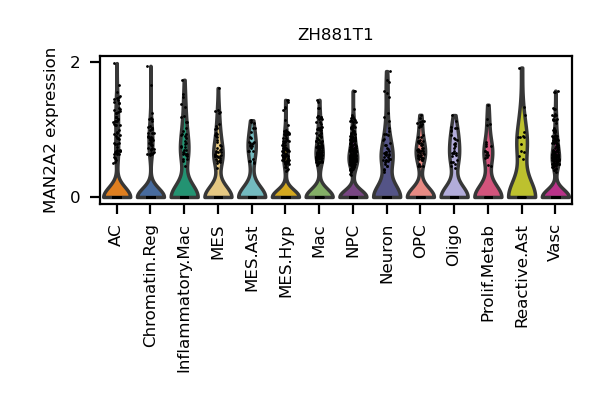 ZH881T1
MAN2A2 expression
2
0
AC
Chromatin.Reg
Inflammatory.Mac
MES
MES.Ast
MES.Hyp
Mac
NPC
Neuron
OPC
Oligo
Prolif.Metab
Reactive.Ast
Vasc